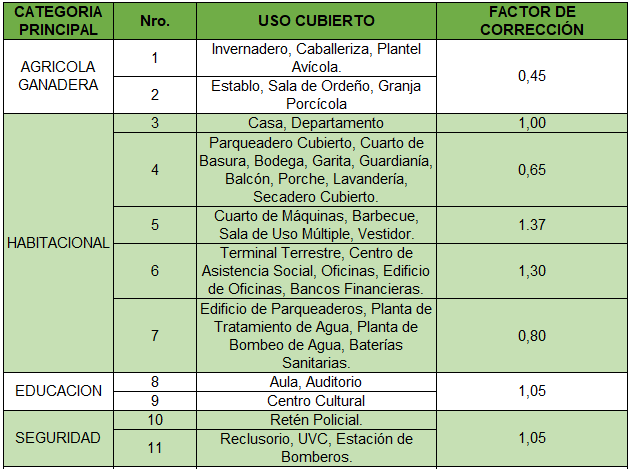 CATEGORIA PRINCIPAL Nro. USO CUBIERTO FACTOR DE CORRECCIÓN
AGRICOLA GANADERA
1 Invernadero, Caballeriza, Plantel
Avícola.
2 Establo, Sala de Ordeño, Granja
Porcícola
0,45
HABITACIONAL
3 Casa, Departamento 1,00
4 Parqueadero Cubierto, Cuarto de
Basura, Bodega, Garita, Guardianía,
Balcón, Porche, Lavandería,
Secadero Cubierto.
0,65
5 Cuarto de Máquinas, Barbecue,
Sala de Uso Múltiple, Vestidor.
1.37
6 Terminal Terrestre, Centro de
Asistencia Social, Oficinas, Edificio
de Oficinas, Bancos Financieras.
1,30
7 Edificio de Parqueaderos, Planta de
Tratamiento de Agua, Planta de
Bombeo de Agua, Baterías
Sanitarias.
0,80
EDUCACION
8 Aula, Auditorio
9 Centro Cultural
1,05
SEGURIDAD
10 Retén Policial.
11 Reclusorio, UVC, Estación de
Bomberos.
1,05